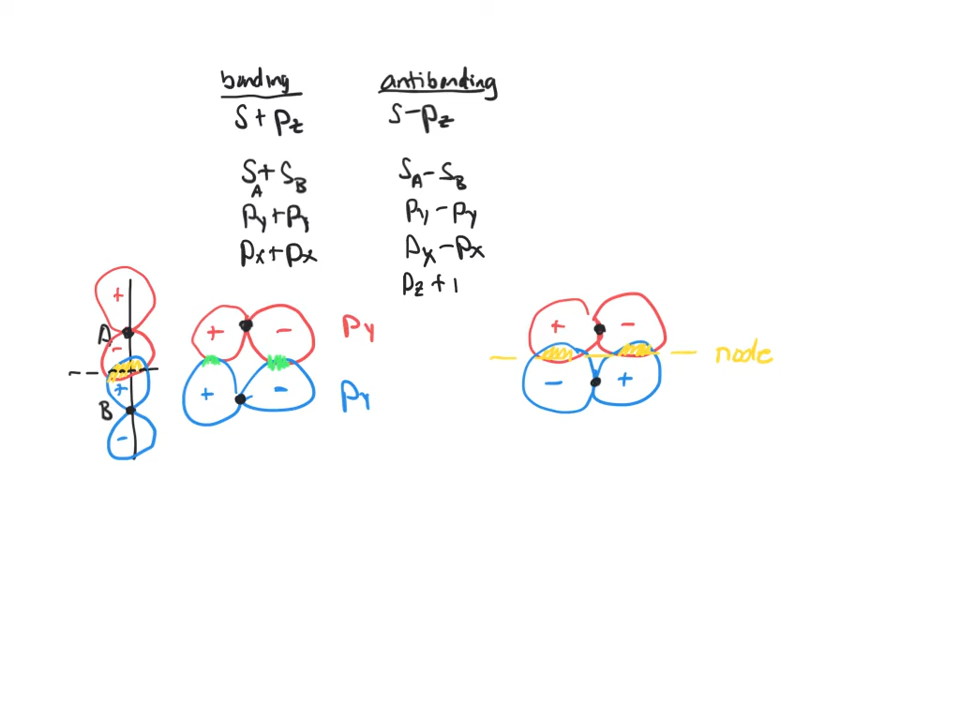 bonding antibonding
S + Pz S - Pz
SA + SB SA - SB
Py + Py Py - Py
Px + Px Px - Px
Pz + 1
+
A + - Py + -
-
+ - + node
B + - Py
-